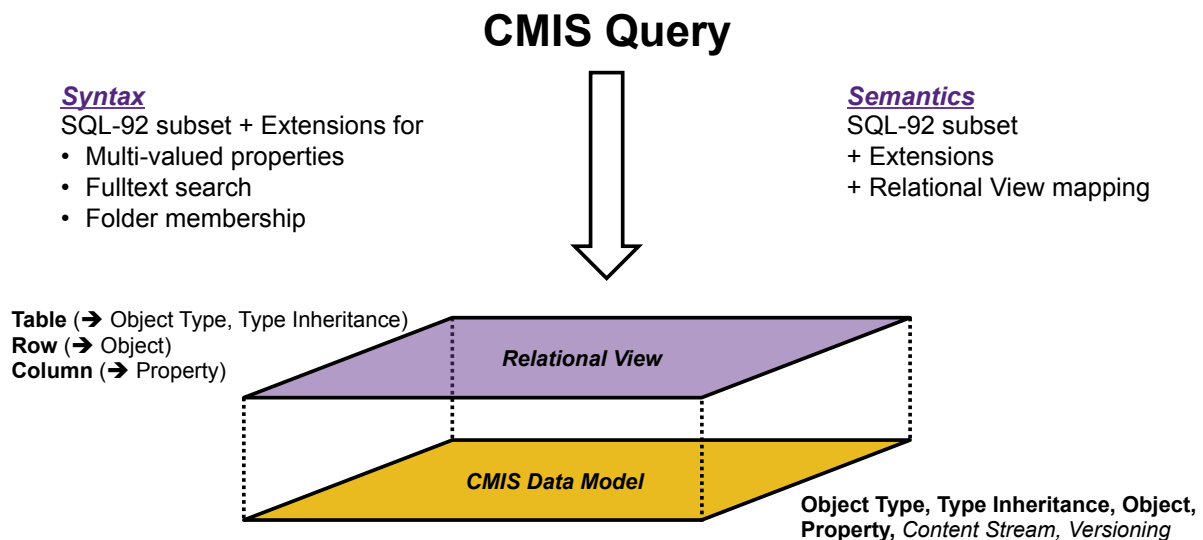 CMIS Query
Syntax
SQL-92 subset + Extensions for
• Multi-valued properties
• Fulltext search
• Folder membership
Semantics
SQL-92 subset
+ Extensions
+ Relational View mapping
Table (➔ Object Type, Type Inheritance)
Row (➔ Object)
Column (➔ Property)
Relational View
CMIS Data Model
Object Type, Type Inheritance, Object,
Property, Content Stream, Versioning